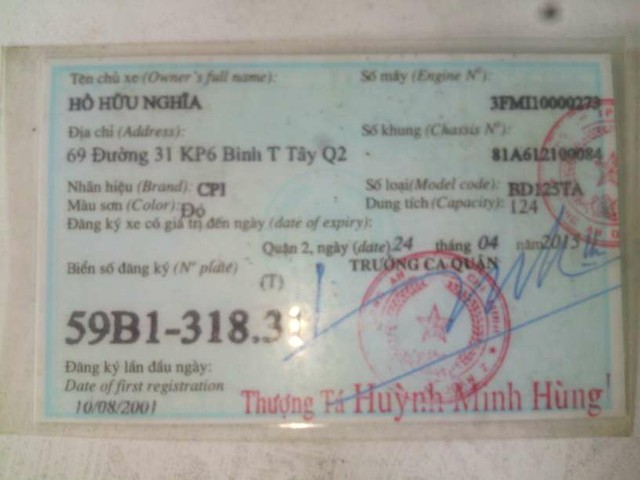 Tên chủ xe (Owner's full name): Số máy (Engine Nº):
HỒ HỮU NGHĨA 3FMI10000273
Địa chỉ (Address): Số khung (Chassis Nº):
69 Đường 31 KP6 Bình T Tây Q2 81A612100084
Nhãn hiệu (Brand): CPI Số loại (Model code): BD125TA
Màu sơn (Color): Đỏ Dung tích (Capacity): 124
Đăng ký xe có giá trị đến ngày (date of expiry):
Quận 2, ngày (date) 24 tháng 04 năm 2013
Biển số đăng ký (Nº plate) (T) TRƯỞNG CA QUẬN
59B1-318.3
Đăng ký lần đầu ngày:
Date of first registration
10/08/2001
Thượng Tá Huỳnh Minh Hùng